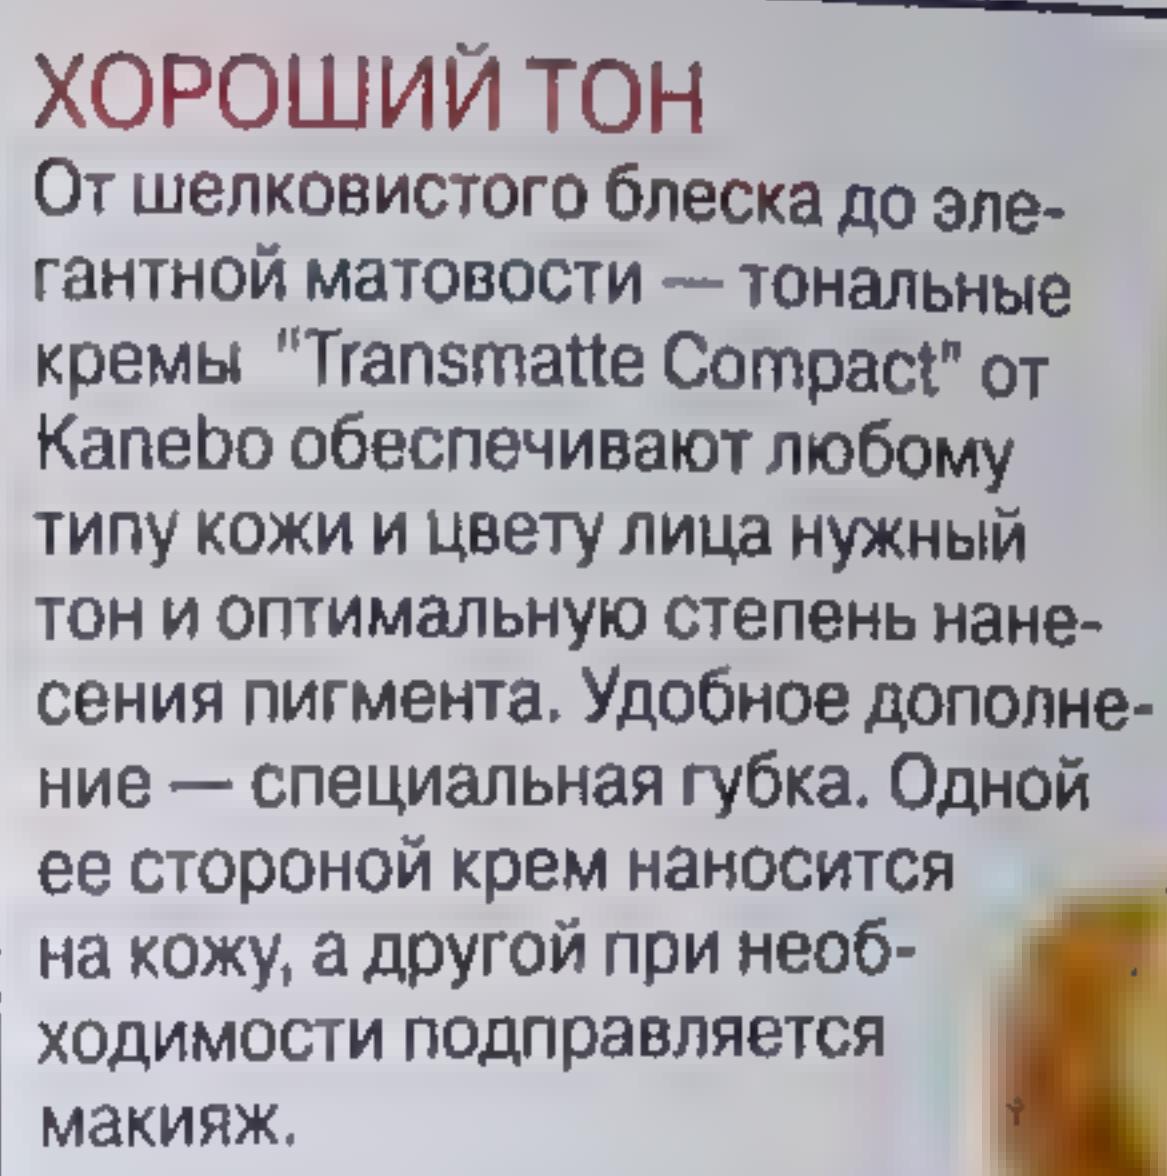 ХОРОШИЙ ТОН
От шелковистого блеска до эле-
гантной матовости — тональные
кремы "Transmatte Compact" от
Kanebo обеспечивают любому
типу кожи и цвету лица нужный
тон и оптимальную степень нане-
сения пигмента. Удобное дополне-
ние — специальная губка. Одной
ее стороной крем наносится
на кожу, а другой при необ-
ходимости подправляется
макияж.